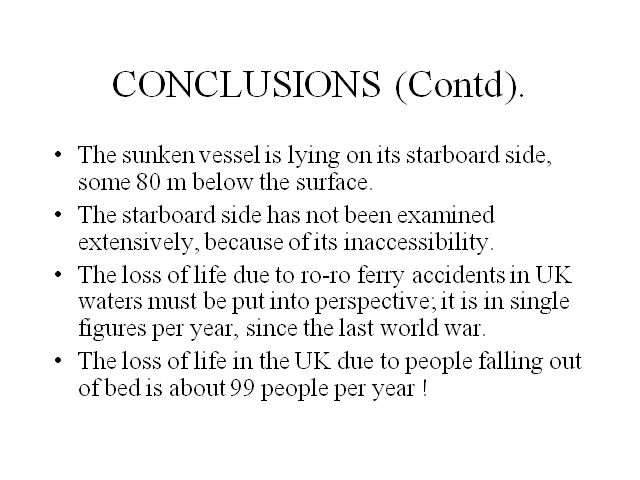 CONCLUSIONS (Contd).
• The sunken vessel is lying on its starboard side,
some 80 m below the surface.
• The starboard side has not been examined
extensively, because of its inaccessibility.
• The loss of life due to ro-ro ferry accidents in UK
waters must be put into perspective; it is in single
figures per year, since the last world war.
• The loss of life in the UK due to people falling out
of bed is about 99 people per year !